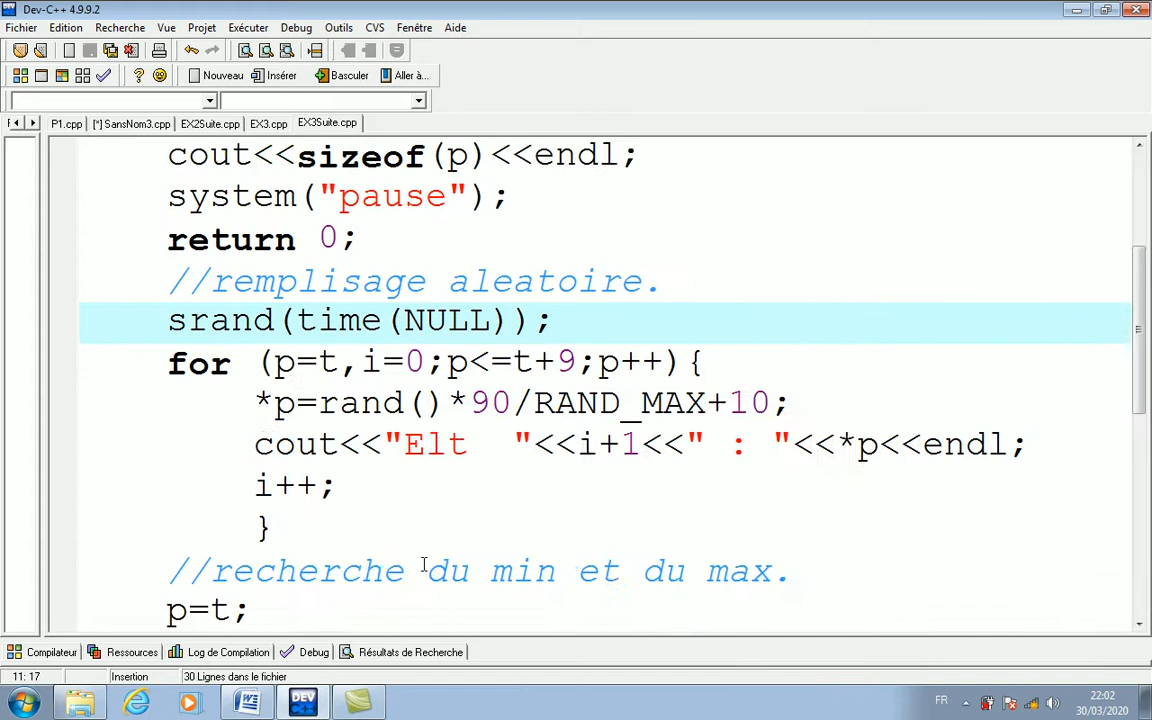 Dev-C++ 4.9.9.2
Fichier Edition Recherche Vue Projet Exécuter Debug Outils CVS Fenêtre Aide
Nouveau Insérer Basculer Aller à...
P1.cpp [*] SansNom3.cpp EX2Suite.cpp EX3.cpp EX3Suite.cpp
cout<<sizeof(p)<<endl;
system("pause");
return 0;
//remplisage aleatoire.
srand(time(NULL));
for (p=t,i=0;p<=t+9;p++){
*p=rand()*90/RAND_MAX+10;
cout<<"Elt  "<<i+1<<" : "<<*p<<endl;
i++;
}
//recherche du min et du max.
p=t;
Compilateur Ressources Log de Compilation Debug Résultats de Recherche
11: 17 Insertion 30 Lignes dans le fichier
FR 22:02
30/03/2020